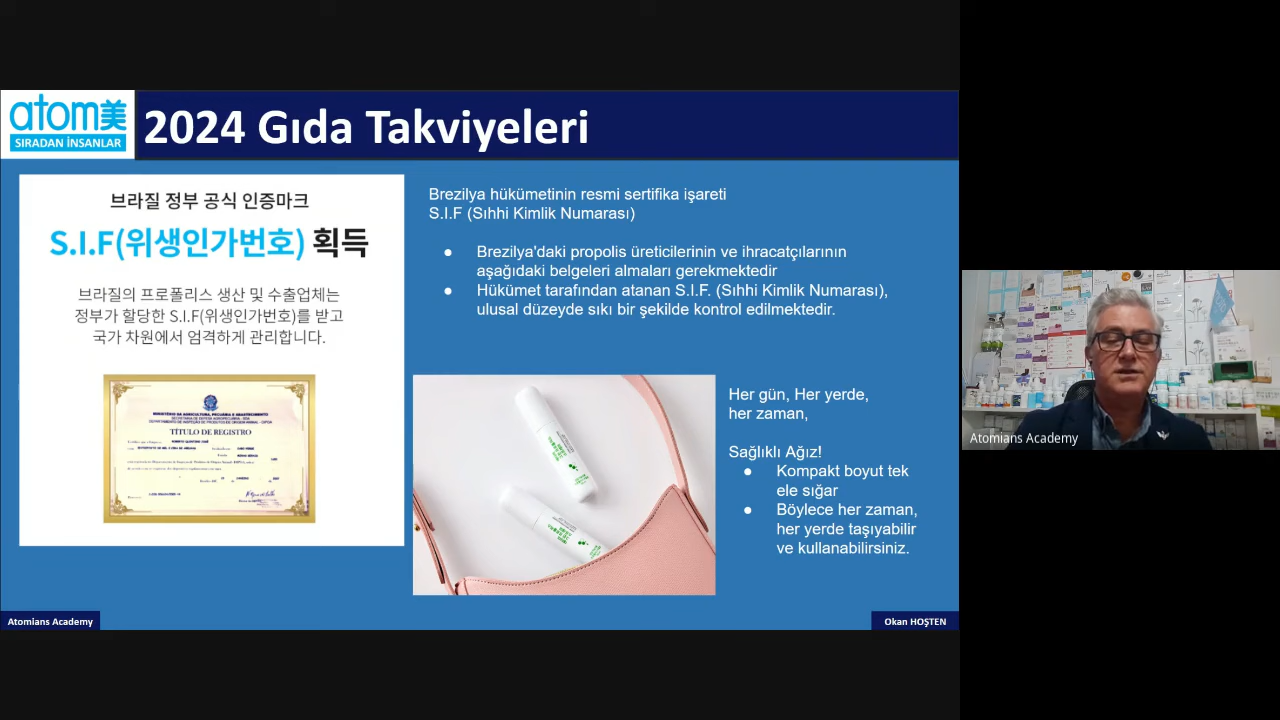 atom美
SIRADAN İNSANLAR
2024 Gıda Takviyeleri
브라질 정부 공식 인증마크
S.I.F(위생인가번호) 획득
브라질의 프로폴리스 생산 및 수출업체는
정부가 할당한 S.I.F(위생인가번호)를 받고
국가 차원에서 엄격하게 관리합니다.
MINISTÉRIO DA AGRICULTURA, PECUÁRIA E ABASTECIMENTO
TÍTULO DE REGISTRO
Brezilya hükümetinin resmi sertifika işareti
S.I.F (Sıhhi Kimlik Numarası)
● Brezilya'daki propolis üreticilerinin ve ihracatçılarının
aşağıdaki belgeleri almaları gerekmektedir
● Hükümet tarafından atanan S.I.F. (Sıhhi Kimlik Numarası),
ulusal düzeyde sıkı bir şekilde kontrol edilmektedir.
Her gün, Her yerde,
her zaman,
Sağlıklı Ağız!
● Kompakt boyut tek
ele sığar
● Böylece her zaman,
her yerde taşıyabilir
ve kullanabilirsiniz.
Atomians Academy
Okan HOŞTEN
Atomians Academy